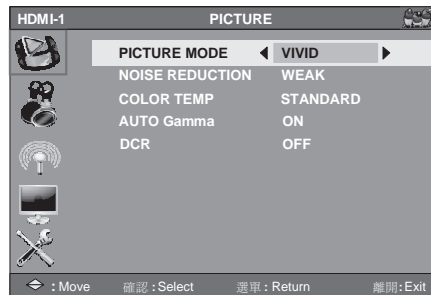 HDMI-1 PICTURE
PICTURE MODE VIVID
NOISE REDUCTION WEAK
COLOR TEMP STANDARD
AUTO Gamma ON
DCR OFF
: Move 確認 : Select 選單 : Return 離開 : Exit